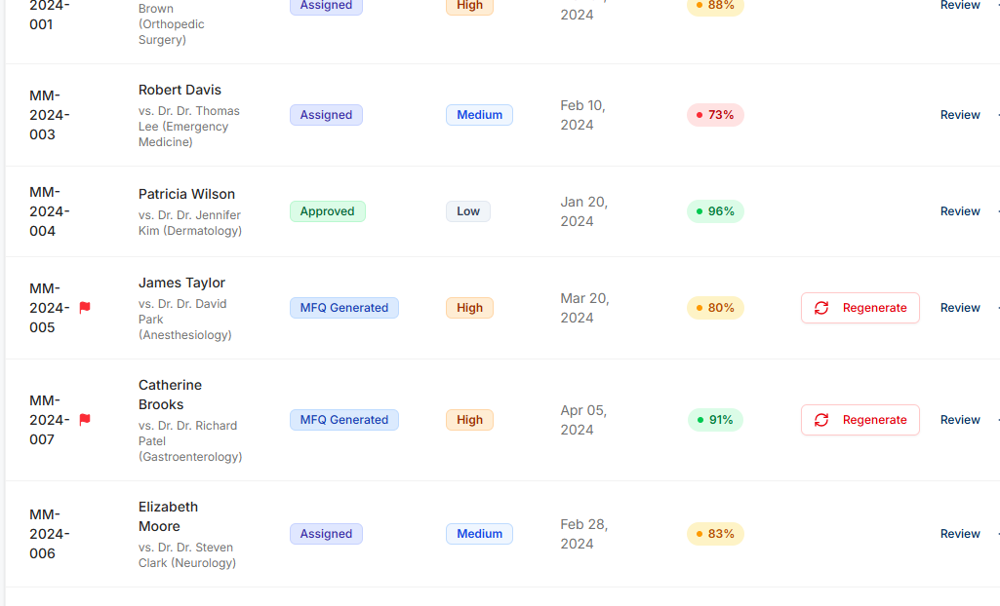 2024-
001
Brown
(Orthopedic
Surgery)
Assigned
High
2024
88%
Review
MM-
2024-
003
Robert Davis
vs. Dr. Dr. Thomas
Lee (Emergency
Medicine)
Assigned
Medium
Feb 10,
2024
73%
Review
MM-
2024-
004
Patricia Wilson
vs. Dr. Dr. Jennifer
Kim (Dermatology)
Approved
Low
Jan 20,
2024
96%
Review
MM-
2024-
005
James Taylor
vs. Dr. Dr. David
Park
(Anesthesiology)
MFQ Generated
High
Mar 20,
2024
80%
Regenerate
Review
MM-
2024-
007
Catherine
Brooks
vs. Dr. Dr. Richard
Patel
(Gastroenterology)
MFQ Generated
High
Apr 05,
2024
91%
Regenerate
Review
MM-
2024-
006
Elizabeth
Moore
vs. Dr. Dr. Steven
Clark (Neurology)
Assigned
Medium
Feb 28,
2024
83%
Review